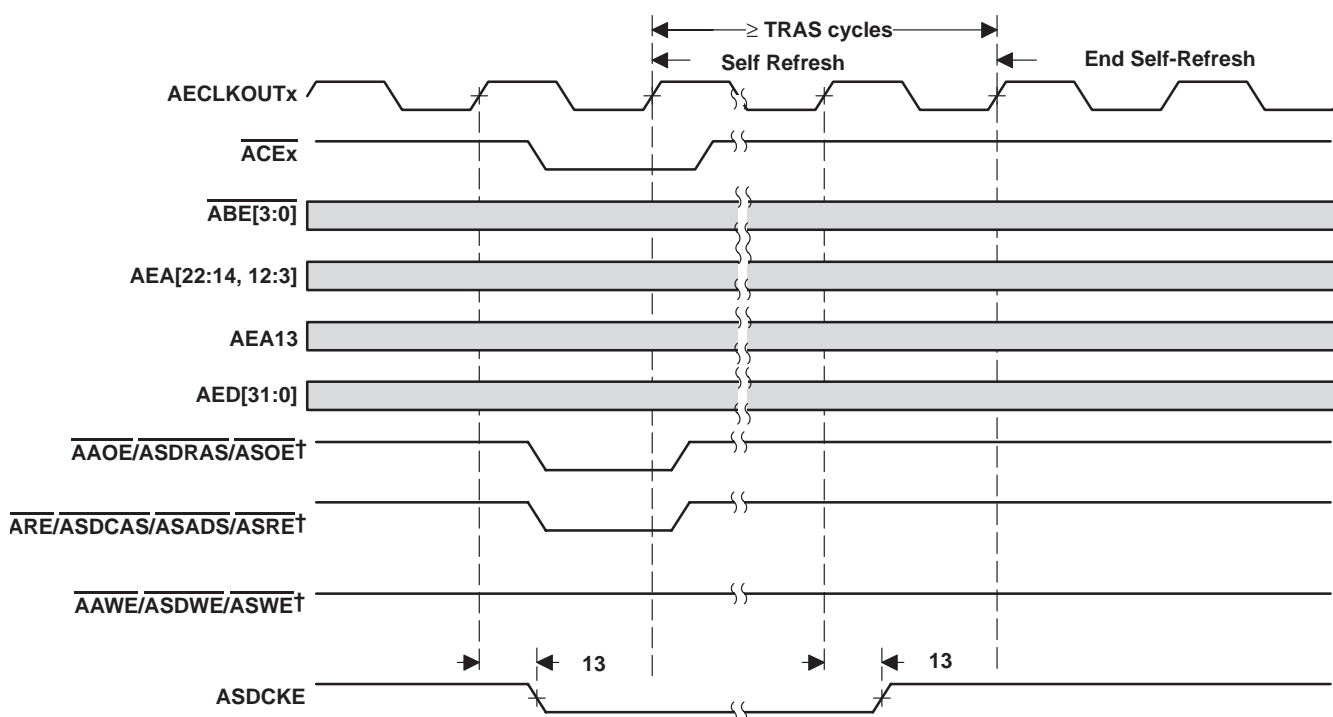 ≥ TRAS cycles
Self Refresh
End Self-Refresh
AECLKOUTx
ACEx
ABE[3:0]
AEA[22:14, 12:3]
AEA13
AED[31:0]
AAOE/ASDRAS/ASOE†
ARE/ASDCAS/ASADS/ASRE†
AAWE/ASDWE/ASWE†
13
13
ASDCKE